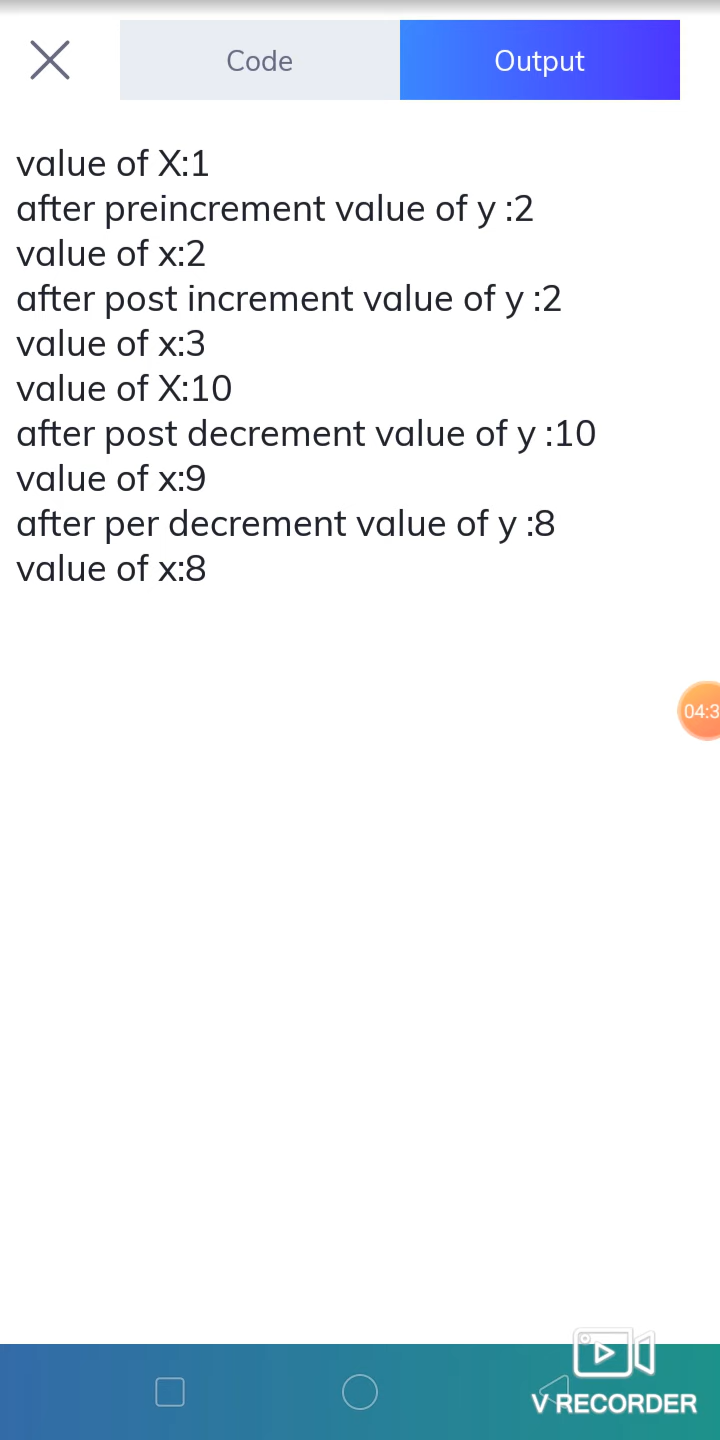 Code
Output
value of X:1
after preincrement value of y :2
value of x:2
after post increment value of y :2
value of x:3
value of X:10
after post decrement value of y :10
value of x:9
after per decrement value of y :8
value of x:8
04:3
V RECORDER